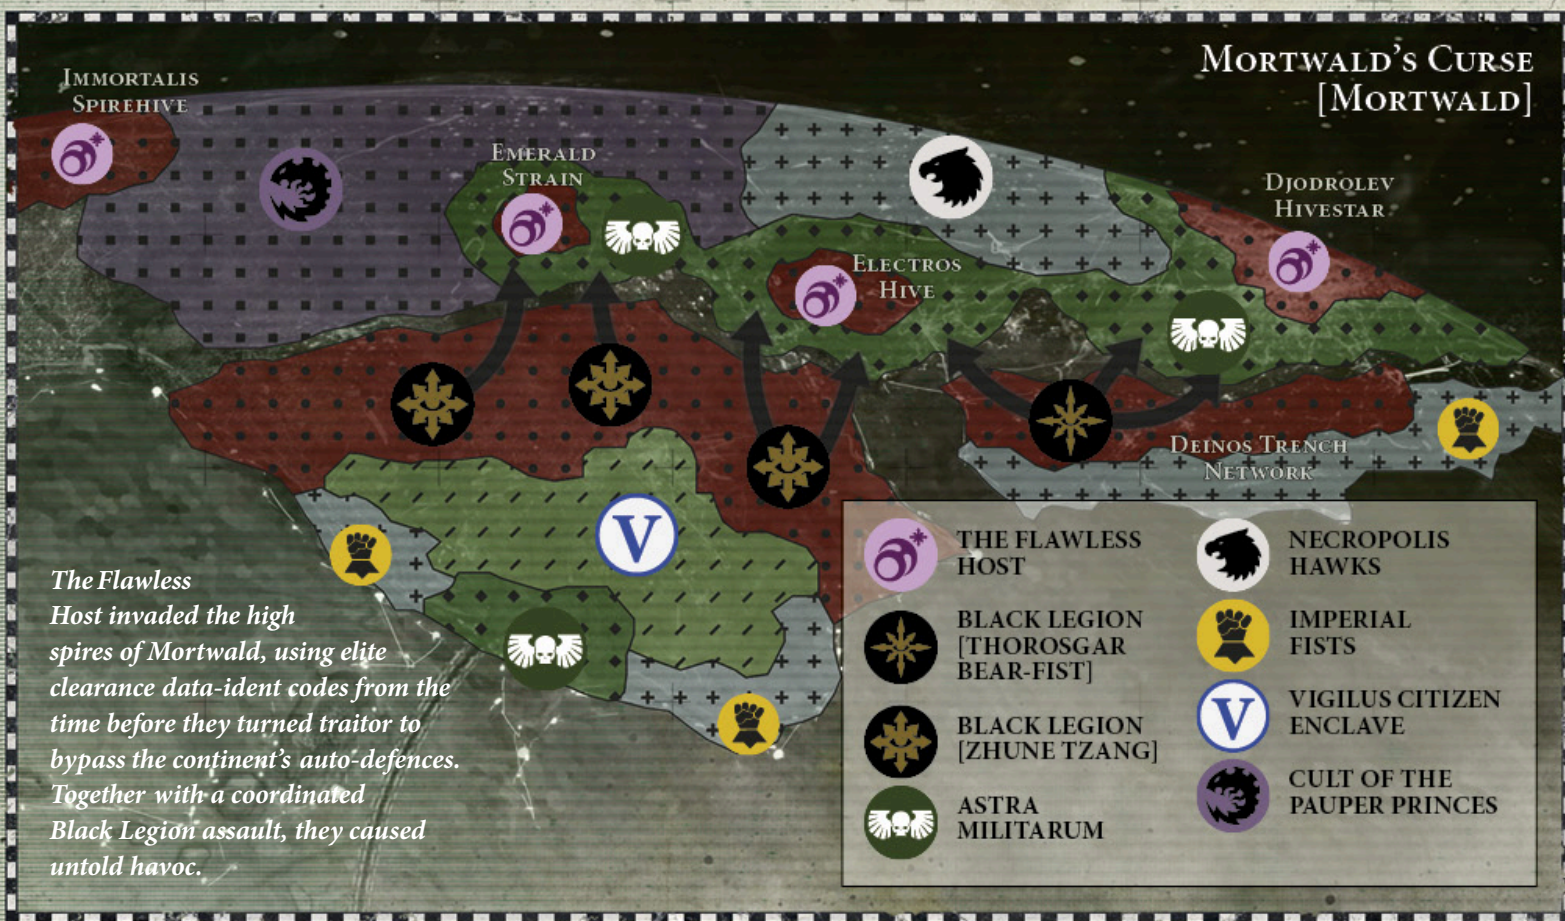 Mortwald's Curse
[Mortwald]
Immortalis
Spirehive
Emerald
Strain
Djodrolev
Hivestar
Electros
Hive
Deinos Trench
Network
V
The Flawless
Host invaded the high
spires of Mortwald, using elite
clearance data-ident codes from the
time before they turned traitor to
bypass the continent's auto-defences.
Together with a coordinated
Black Legion assault, they caused
untold havoc.
THE FLAWLESS
HOST
BLACK LEGION
[THOROSGAR
BEAR-FIST]
BLACK LEGION
[ZHUNE TZANG]
ASTRA
MILITARUM
NECROPOLIS
HAWKS
IMPERIAL
FISTS
V
VIGILUS CITIZEN
ENCLAVE
CULT OF THE
PAUPER PRINCES